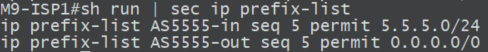 M9-ISP1#sh run | sec ip prefix-list
ip prefix-list AS5555-in seq 5 permit 5.5.5.0/24
ip prefix-list AS5555-out seq 5 permit 0.0.0.0/0